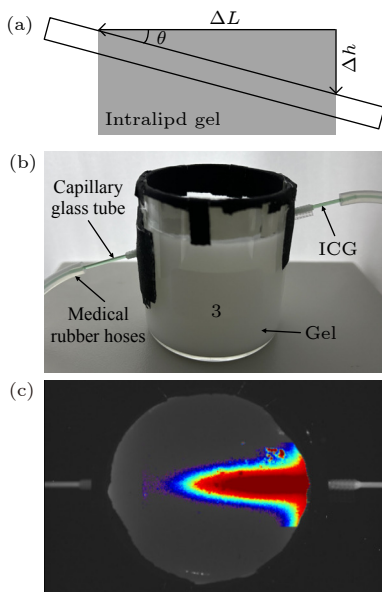 (a)
ΔL
θ
Δh
Intralipd gel
(b)
Capillary
glass tube
ICG
Medical
rubber hoses
3
Gel
(c)